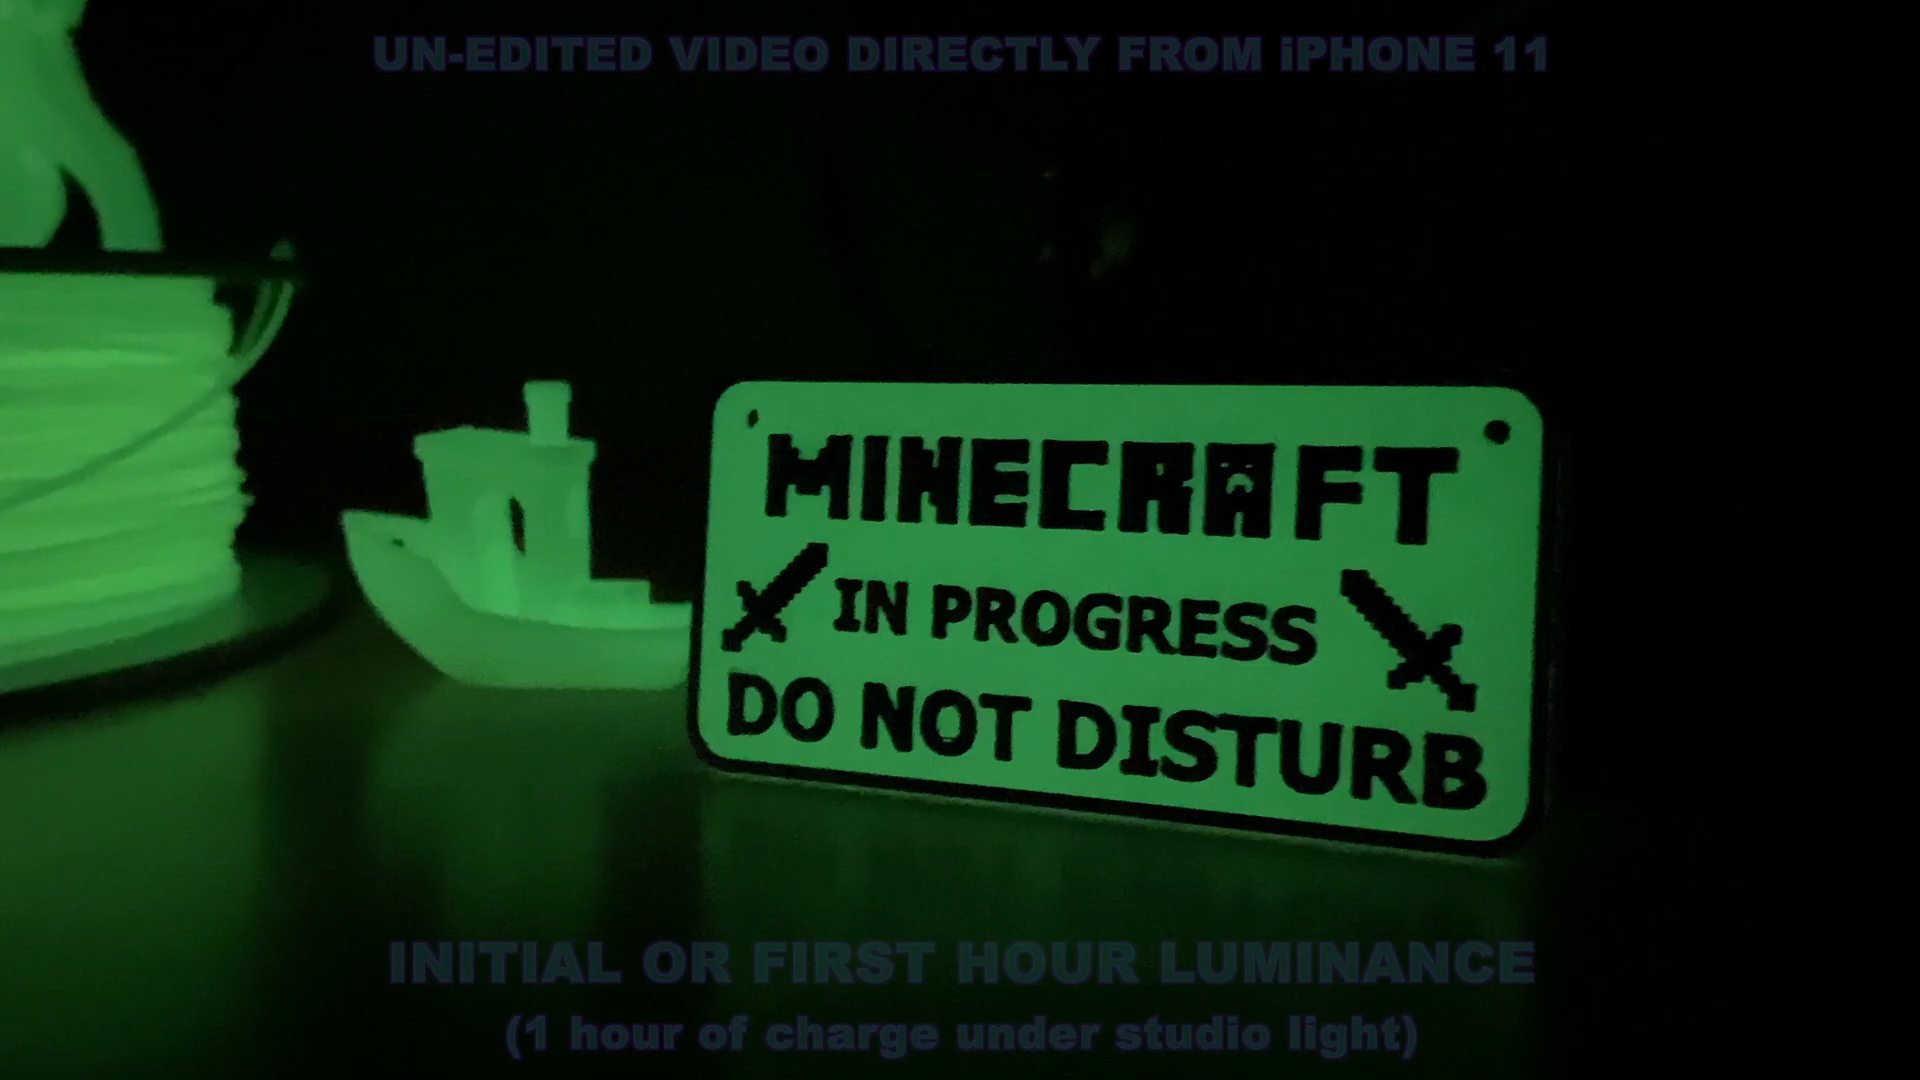 UN-EDITED VIDEO DIRECTLY FROM iPHONE 11
MINECRAFT
IN PROGRESS
DO NOT DISTURB
INITIAL OR FIRST HOUR LUMINANCE
(1 hour of charge under studio light)